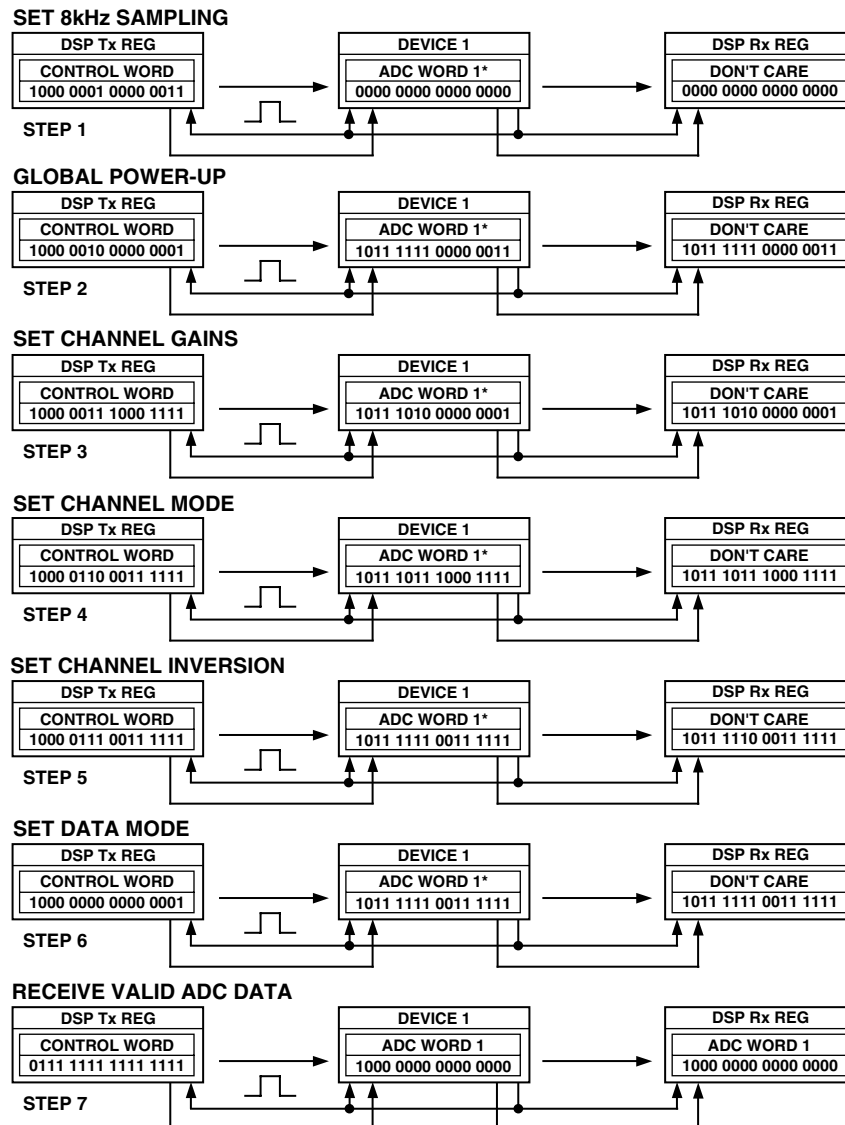 SET 8kHz SAMPLING
DSP Tx REG DEVICE 1 DSP Rx REG
CONTROL WORD ADC WORD 1* DON'T CARE
1000 0001 0000 0011 0000 0000 0000 0000 0000 0000 0000 0000
STEP 1
GLOBAL POWER-UP
DSP Tx REG DEVICE 1 DSP Rx REG
CONTROL WORD ADC WORD 1* DON'T CARE
1000 0010 0000 0001 1011 1111 0000 0011 1011 1111 0000 0011
STEP 2
SET CHANNEL GAINS
DSP Tx REG DEVICE 1 DSP Rx REG
CONTROL WORD ADC WORD 1* DON'T CARE
1000 0011 1000 1111 1011 1010 0000 0001 1011 1010 0000 0001
STEP 3
SET CHANNEL MODE
DSP Tx REG DEVICE 1 DSP Rx REG
CONTROL WORD ADC WORD 1* DON'T CARE
1000 0110 0011 1111 1011 1011 1000 1111 1011 1011 1000 1111
STEP 4
SET CHANNEL INVERSION
DSP Tx REG DEVICE 1 DSP Rx REG
CONTROL WORD ADC WORD 1* DON'T CARE
1000 0111 0011 1111 1011 1111 0011 1111 1011 1110 0011 1111
STEP 5
SET DATA MODE
DSP Tx REG DEVICE 1 DSP Rx REG
CONTROL WORD ADC WORD 1* DON'T CARE
1000 0000 0000 0001 1011 1111 0011 1111 1011 1111 0011 1111
STEP 6
RECEIVE VALID ADC DATA
DSP Tx REG DEVICE 1 DSP Rx REG
CONTROL WORD ADC WORD 1 ADC WORD 1
0111 1111 1111 1111 1000 0000 0000 0000 1000 0000 0000 0000
STEP 7